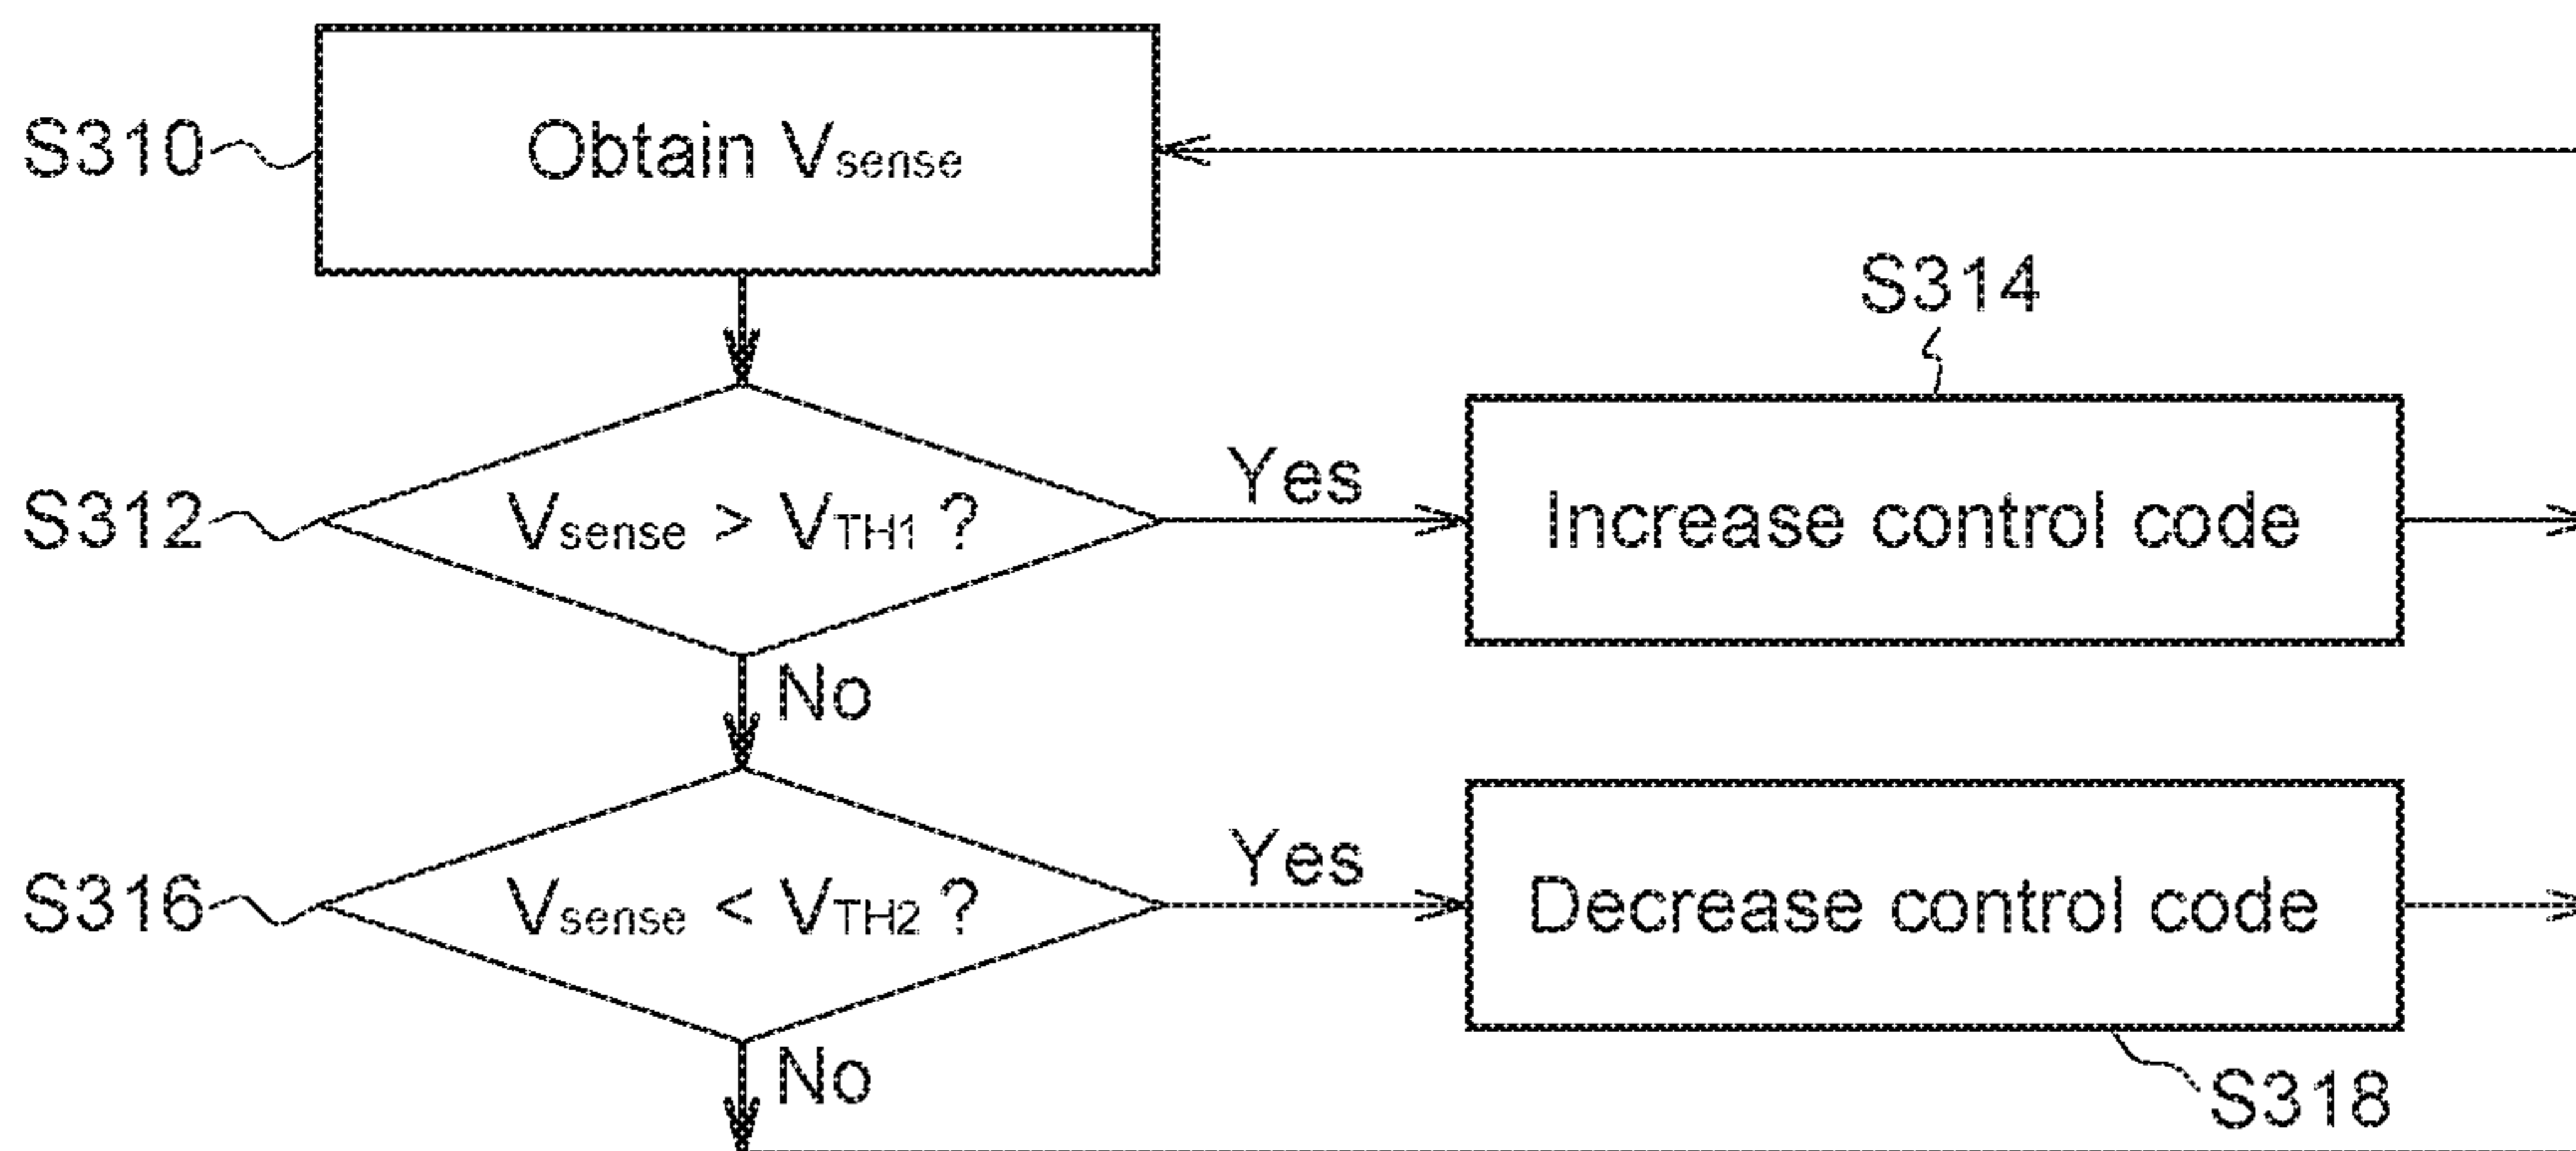 S310
Obtain Vsense
S314
S312
Vsense > VTH1 ?
Yes
Increase control code
No
S316
Vsense < VTH2 ?
Yes
Decrease control code
No
S318